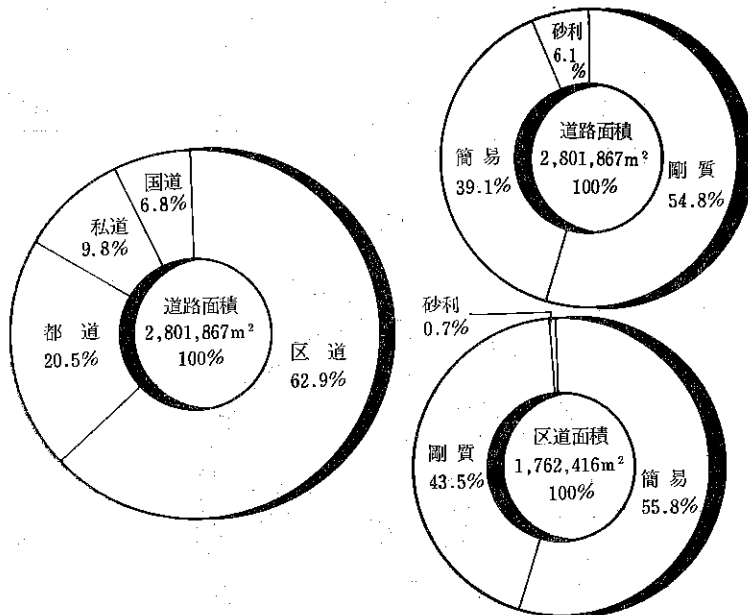 国道
6.8%
私道
9.8%
都道
20.5%
道路面積
2,801,867m²
100%
区道
62.9%
砂利
6.1
%
簡易
39.1%
道路面積
2,801,867m²
100%
剛質
54.8%
砂利
0.7%
剛質
43.5%
区道面積
1,762,416m²
100%
簡易
55.8%